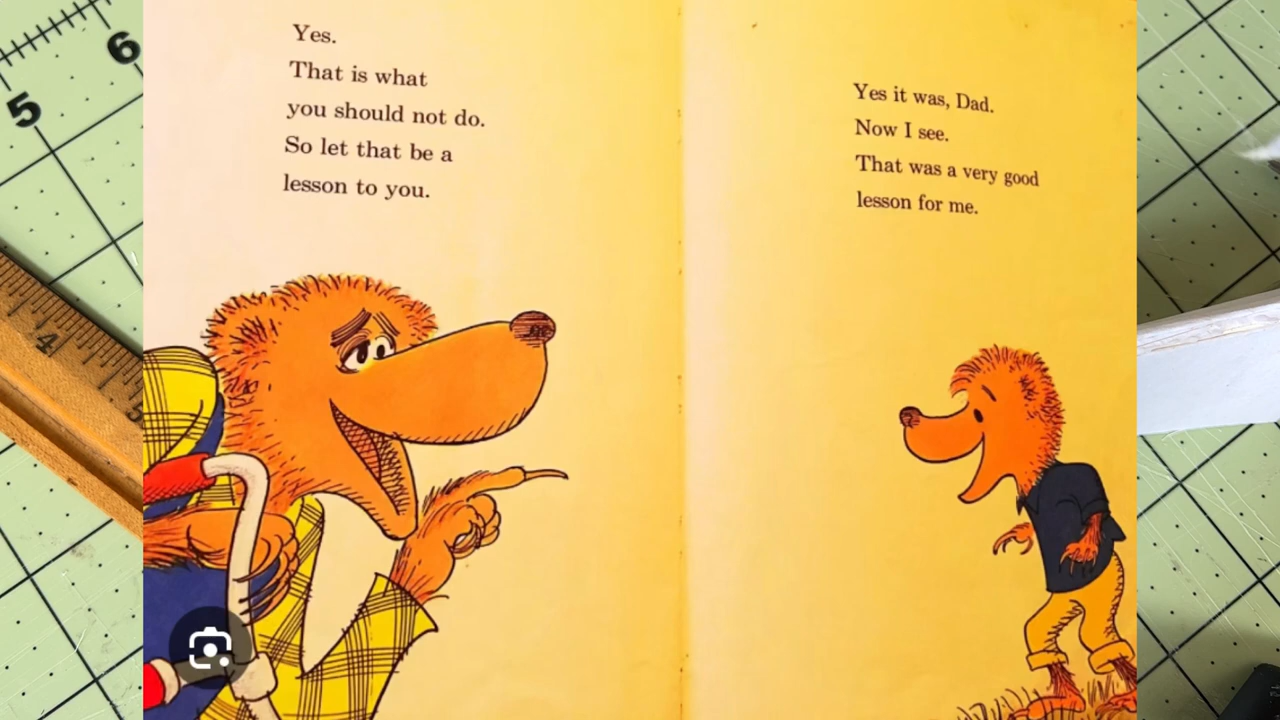 Yes.
That is what
you should not do.
So let that be a
lesson to you.
Yes it was, Dad.
Now I see.
That was a very good
lesson for me.
6
5
4
5